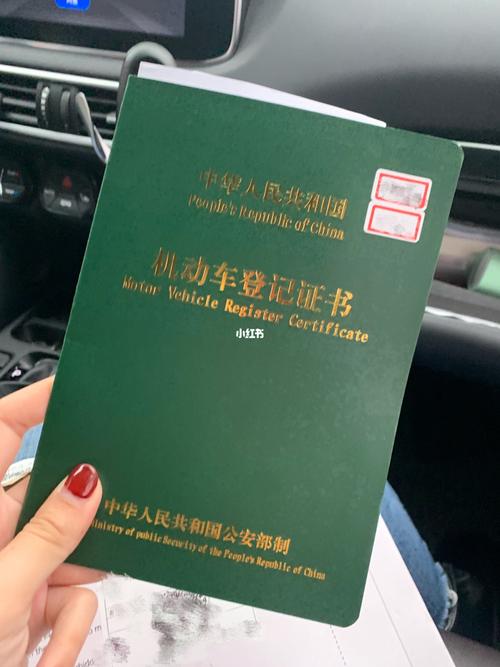 中华人民共和国
People's Republic of China
机动车登记证书
Motor Vehicle Register Certificate
小红书
中华人民共和国公安部制
Ministry of public Security of the People's Republic of China